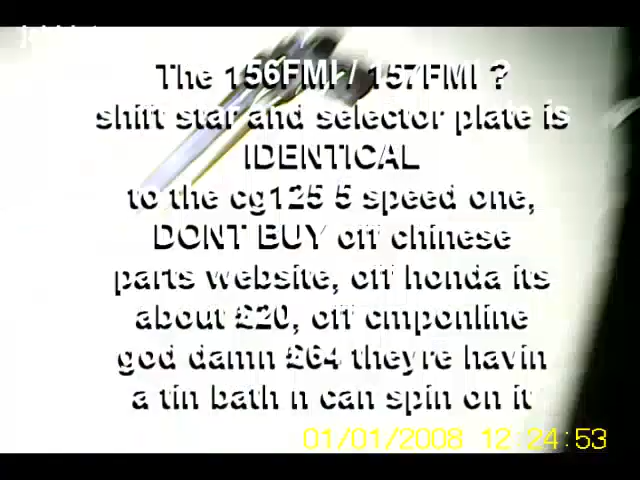 The 156FMI / 157FMI ?
shift star and selector plate is
IDENTICAL
to the cg125 5 speed one,
DONT BUY off chinese
parts website, off honda its
about £20, off cmponline
god damn £64 theyre havin
a tin bath n can spin on it
01/01/2008 12:24:53